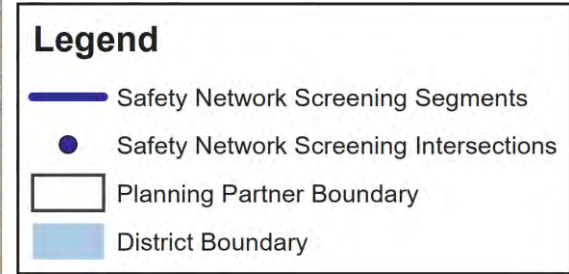 Legend
Safety Network Screening Segments
Safety Network Screening Intersections
Planning Partner Boundary
District Boundary